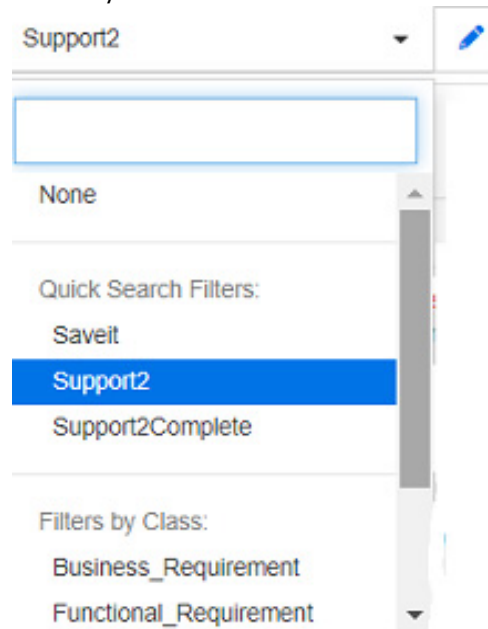 Support2
None
Quick Search Filters:
Saveit
Support2
Support2Complete
Filters by Class:
Business_Requirement
Functional_Requirement